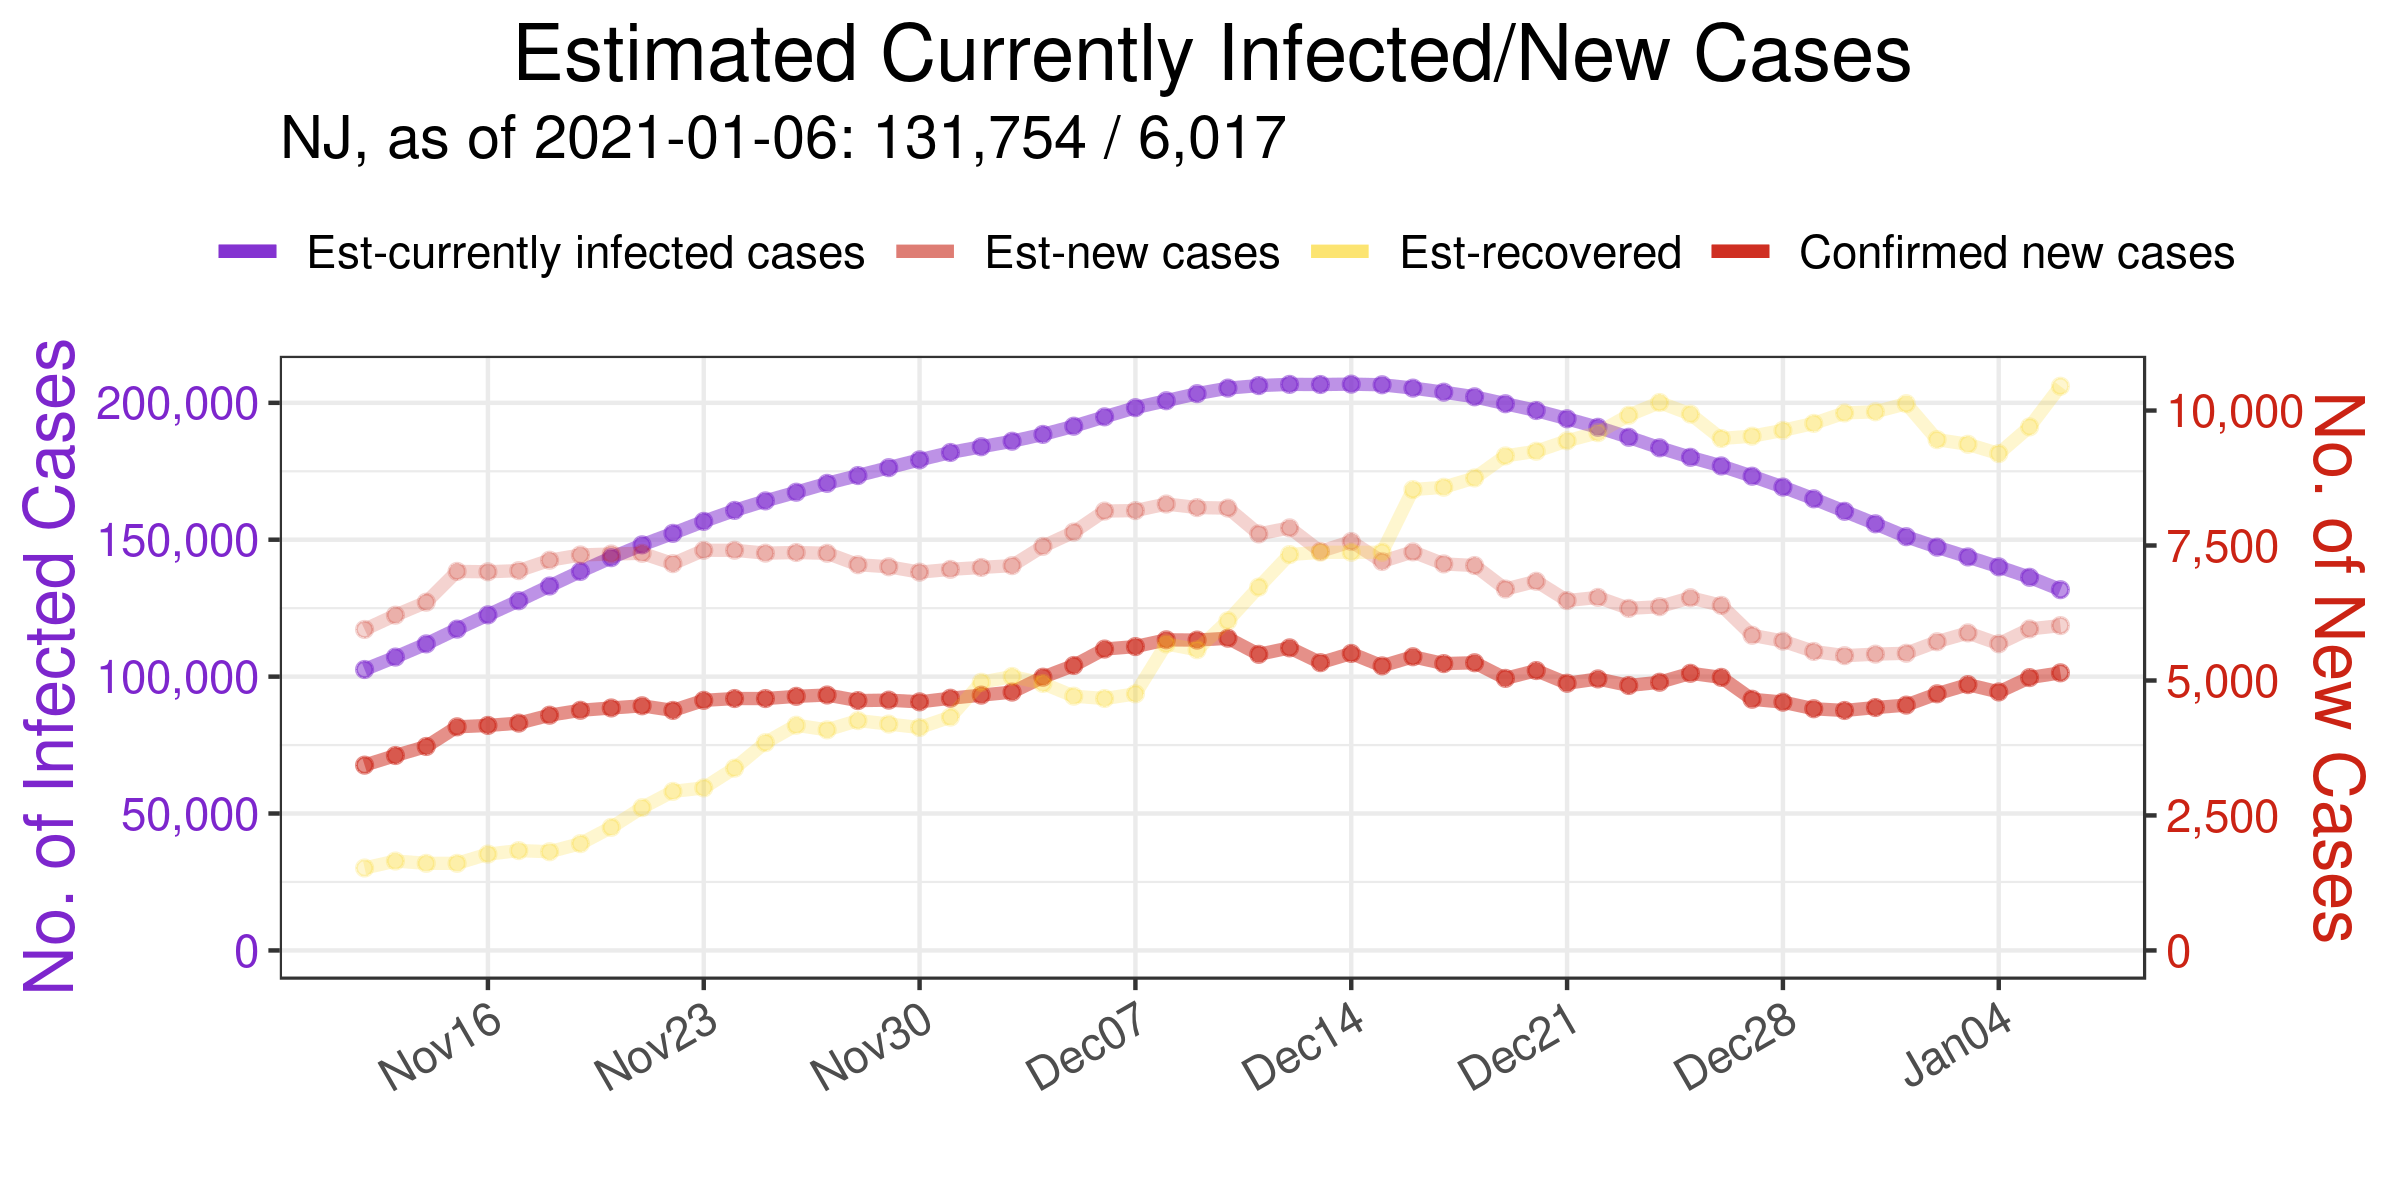 Estimated Currently Infected/New Cases
NJ, as of 2021-01-06: 131,754 / 6,017
Est-currently infected cases
Est-new cases
Est-recovered
Confirmed new cases
No. of Infected Cases
200,000
150,000
100,000
50,000
0
10,000
7,500
5,000
2,500
0
No. of New Cases
Nov16
Nov23
Nov30
Dec07
Dec14
Dec21
Dec28
Jan04